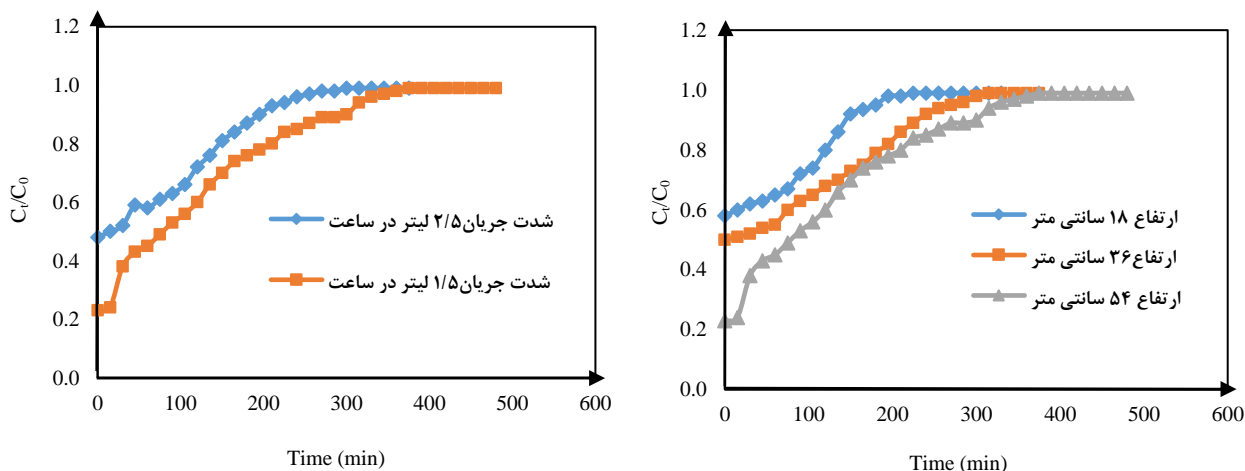 1.2
1.0
0.8
0.6
0.4
0.2
0.0
Cₜ/C₀
0 100 200 300 400 500 600
Time (min)
شدت جریان۲/۵ لیتر در ساعت
شدت جریان۱/۵ لیتر در ساعت
1.2
1.0
0.8
0.6
0.4
0.2
0.0
Cₜ/C₀
0 100 200 300 400 500 600
Time (min)
ارتفاع ۱۸ سانتی متر
ارتفاع۳۶ سانتی متر
ارتفاع ۵۴ سانتی متر